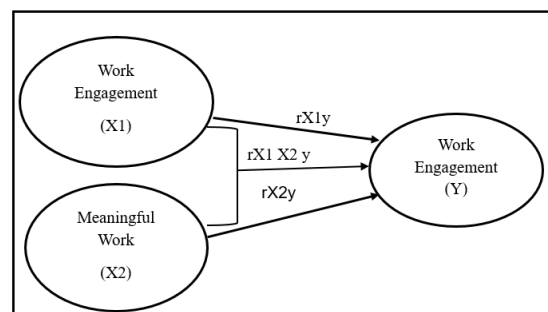 Work
Engagement
(X1)
rX1y
rX1 X2 y
rX2y
Work
Engagement
(Y)
Meaningful
Work
(X2)